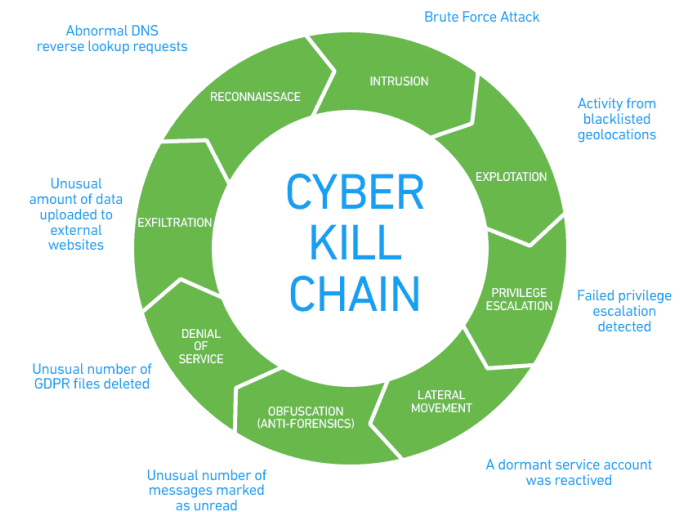 Brute Force Attack
Abnormal DNS
reverse lookup requests
INTRUSION
RECONNAISSACE
Activity from
blacklisted
geolocations
EXPLOTATION
CYBER
KILL
CHAIN
Unusual
amount of data
uploaded to
external
websites
EXFILTRATION
PRIVILEGE
ESCALATION
Failed privilege
escalation
detected
DENIAL
OF
SERVICE
Unusual number of
GDPR files deleted
LATERAL
MOVEMENT
OBFUSCATION
(ANTI-FORENSICS)
A dormant service account
was reactived
Unusual number of
messages marked
as unread